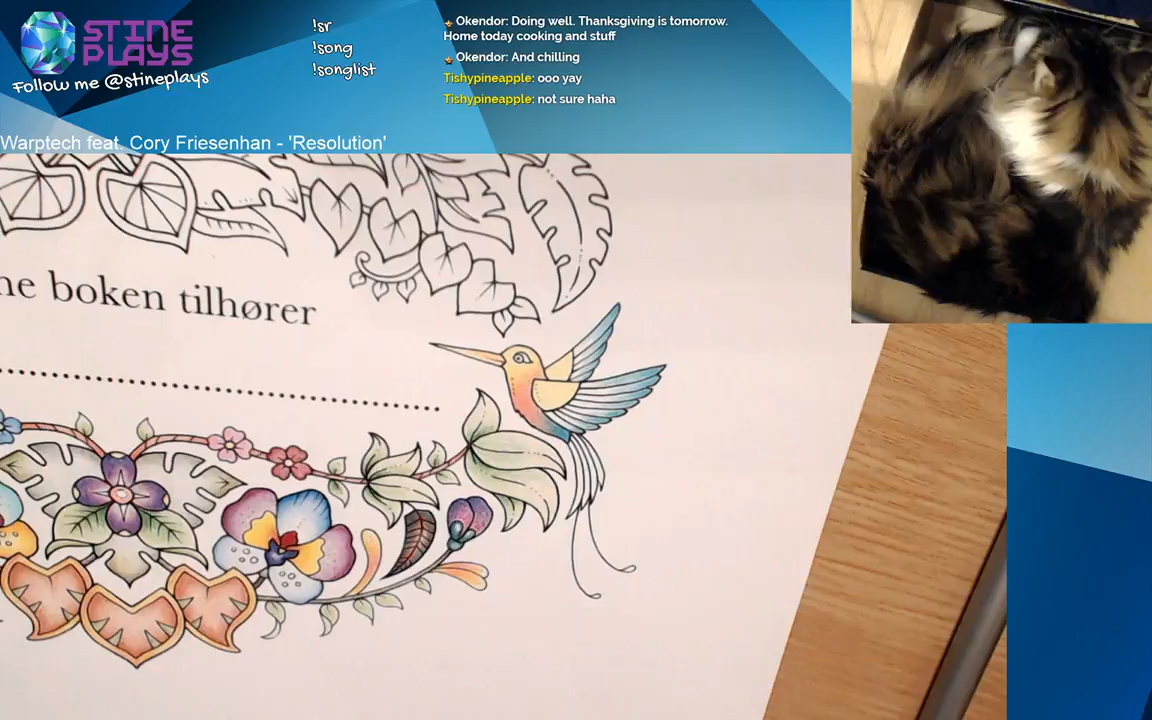 STINE
PLAYS
Follow me @stineplays
!sr
!song
!songlist
Okendor: Doing well. Thanksgiving is tomorrow.
Home today cooking and stuff
Okendor: And chilling
Tishypineapple: ooo yay
Tishypineapple: not sure haha
Warptech feat. Cory Friesenhan - 'Resolution'
boken tilhører